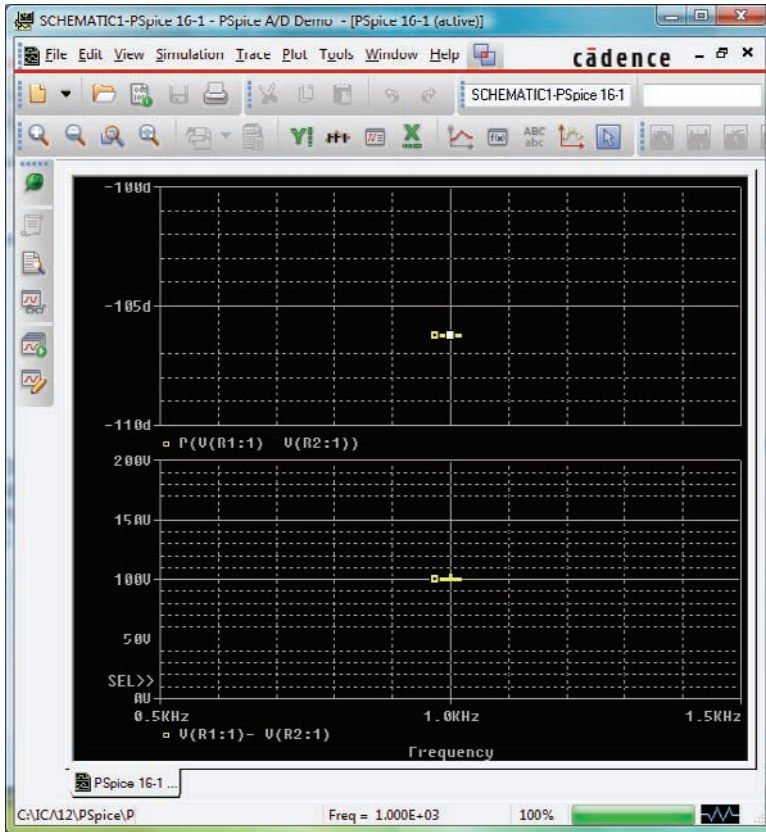 SCHEMATIC1-PSpice 16-1 - PSpice A/D Demo - [PSpice 16-1 (active)]
File Edit View Simulation Trace Plot Tools Window Help cādence
SCHEMATIC1-PSpice 16-1
ABC
abc
-100d
-105d
-110d
P(V(R1:1) V(R2:1))
200V
150V
100V
50V
SEL>>
0V
0.5KHz 1.0KHz 1.5KHz
V(R1:1)- V(R2:1)
Frequency
PSpice 16-1 ...
C:\ICA12\PSpice\P Freq = 1.000E+03 100%